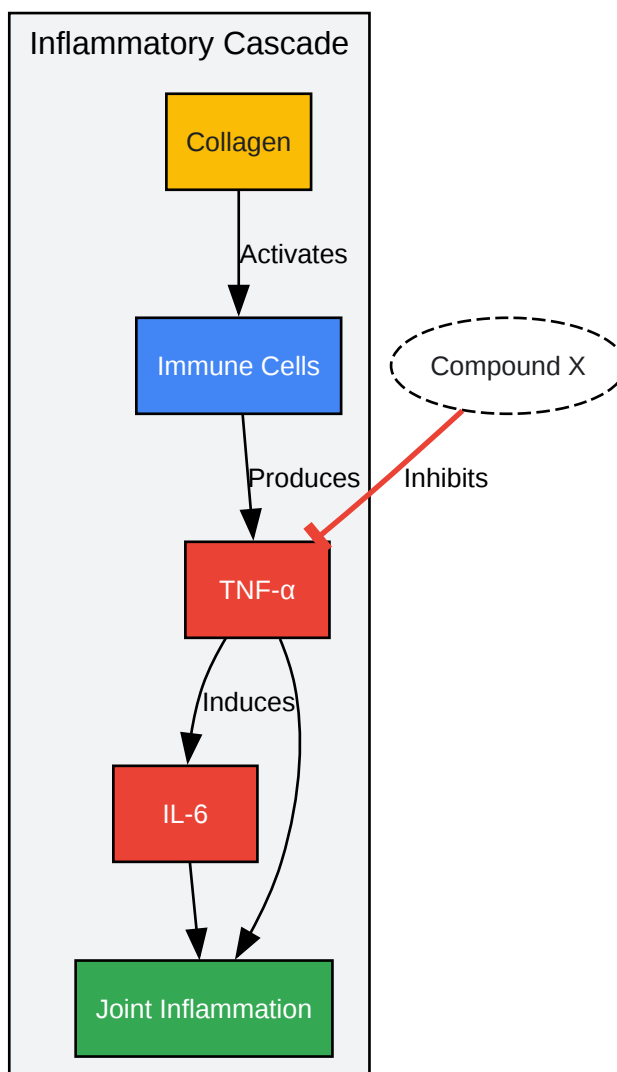 Inflammatory Cascade
Collagen
Activates
Immune Cells
Compound X
Produces
Inhibits
TNF-α
Induces
IL-6
Joint Inflammation